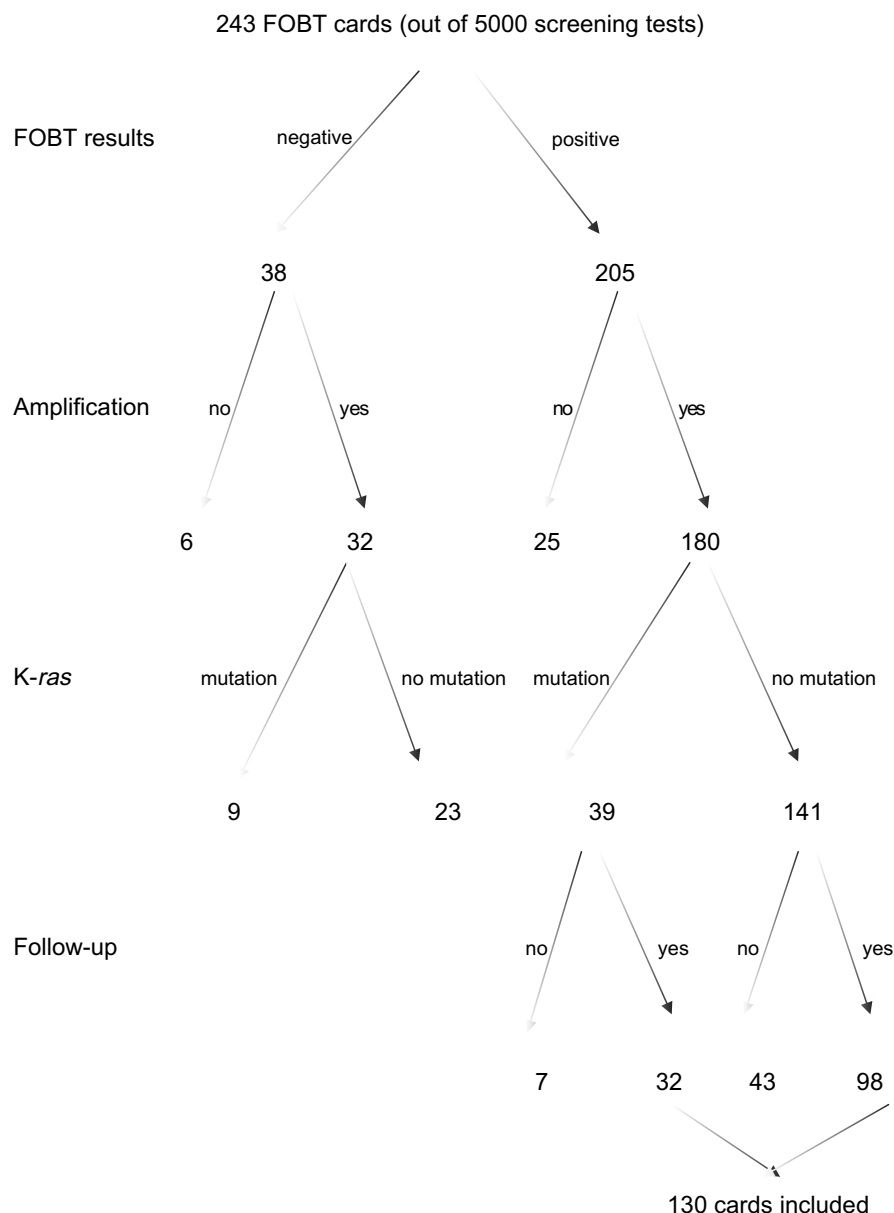 243 FOBT cards (out of 5000 screening tests)
FOBT results negative positive
38 205
Amplification no yes no yes
6 32 25 180
K-ras mutation no mutation mutation no mutation
9 23 39 141
Follow-up no yes no yes
7 32 43 98
130 cards included